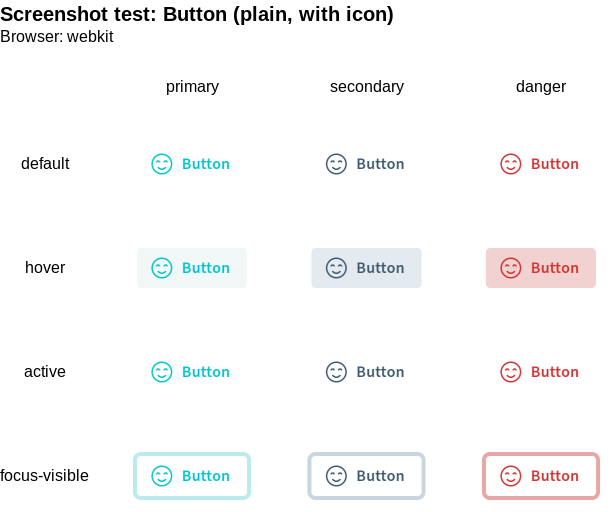 Screenshot test: Button (plain, with icon)
Browser: webkit
primary secondary danger
default Button Button Button
hover Button Button Button
active Button Button Button
focus-visible Button Button Button